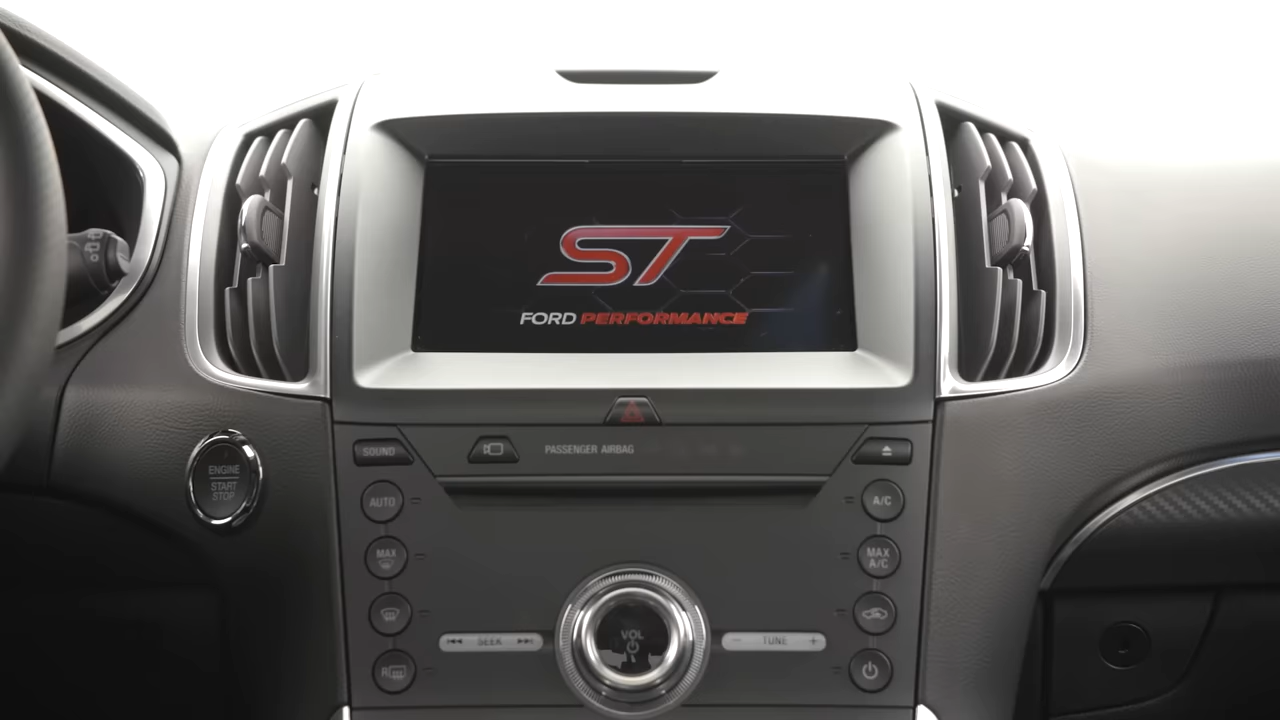 ST
FORD PERFORMANCE
SOUND
PASSENGER AIRBAG
ENGINE
START
STOP
AUTO
A/C
MAX
MAX
A/C
SEEK
VOL
TUNE
R